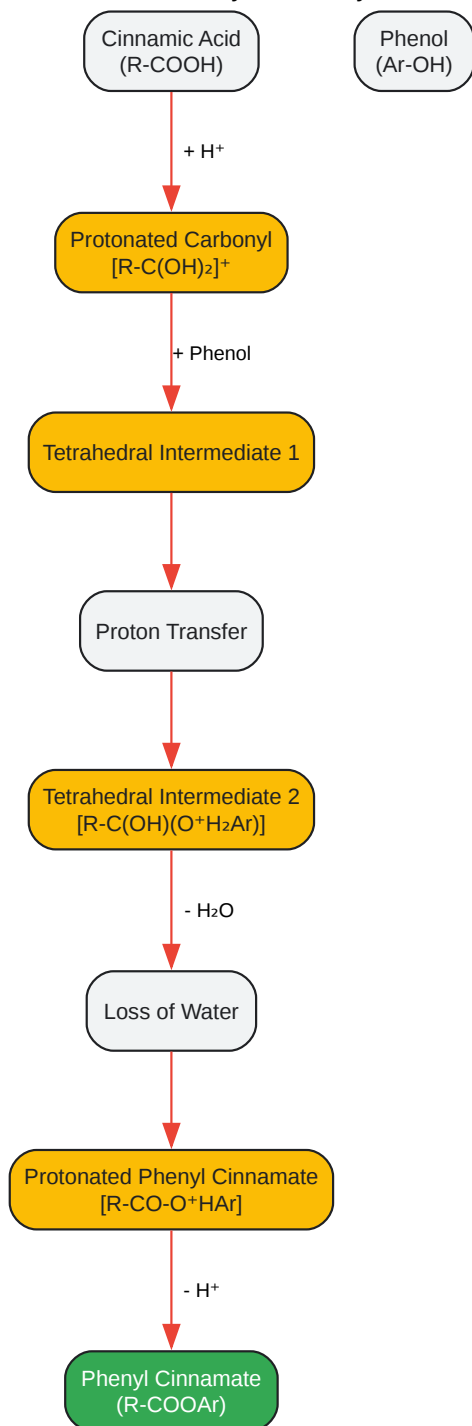 Cinnamic Acid
(R-COOH)
Phenol
(Ar-OH)
+ H⁺
Protonated Carbonyl
[R-C(OH)₂]⁺
+ Phenol
Tetrahedral Intermediate 1
Proton Transfer
Tetrahedral Intermediate 2
[R-C(OH)(O⁺H₂Ar)]
- H₂O
Loss of Water
Protonated Phenyl Cinnamate
[R-CO-O⁺HAr]
- H⁺
Phenyl Cinnamate
(R-COOAr)